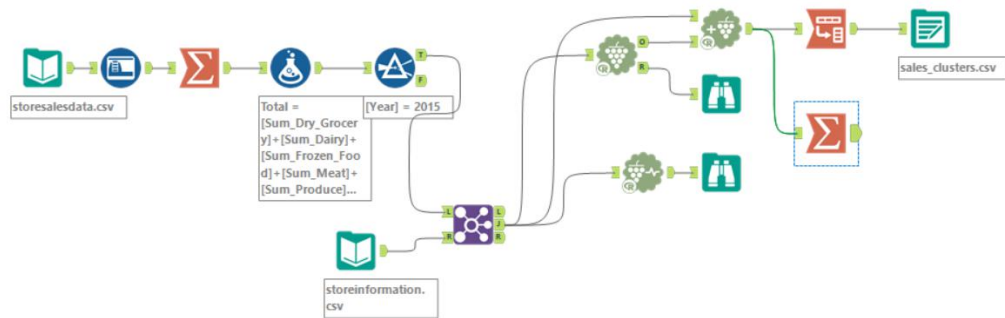 storesalesdata.csv
Total =
[Sum_Dry_Grocer
y]+[Sum_Dairy]+
[Sum_Frozen_Foo
d]+[Sum_Meat]+
[Sum_Produce]...
[Year] = 2015
T
F
L
R
L
J
R
storeinformation.
csv
O
R
sales_clusters.csv